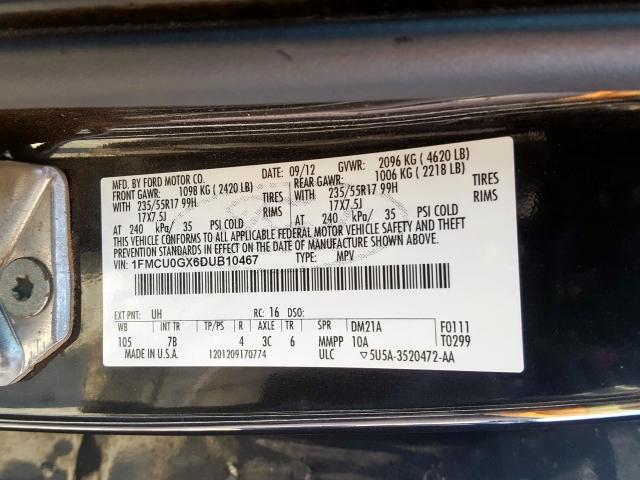 MFD. BY FORD MOTOR CO. DATE: 09/12 GVWR: 2096 KG ( 4620 LB)
FRONT GAWR: 1098 KG ( 2420 LB) REAR GAWR: 1006 KG ( 2218 LB)
WITH 235/55R17 99H TIRES WITH 235/55R17 99H TIRES
17X7.5J RIMS 17X7.5J RIMS
AT 240 kPa/ 35 PSI COLD AT 240 kPa/ 35 PSI COLD
THIS VEHICLE CONFORMS TO ALL APPLICABLE FEDERAL MOTOR VEHICLE SAFETY AND THEFT
PREVENTION STANDARDS IN EFFECT ON THE DATE OF MANUFACTURE SHOWN ABOVE.
VIN: 1FMCU0GX6DUB10467 TYPE: MPV
EXT PNT: UH RC: 16 DSO:
WB INT TR TP/PS R AXLE TR SPR DM21A F0111
105 7B 4 3C 6 MMPP 10A T0299
MADE IN U.S.A. 1201209170774 ULC ▽5U5A-3520472-AA